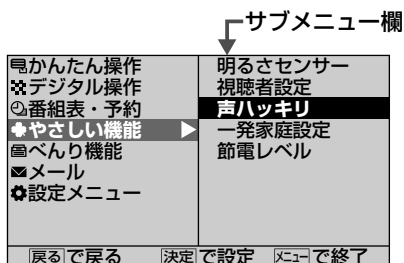 サブメニュー欄
かんたん操作
デジタル操作
番組表・予約
やさしい機能
べんり機能
メール
設定メニュー
明るさセンサー
視聴者設定
声ハッキリ
一発家庭設定
節電レベル
戻るで戻る 決定で設定 メニューで終了